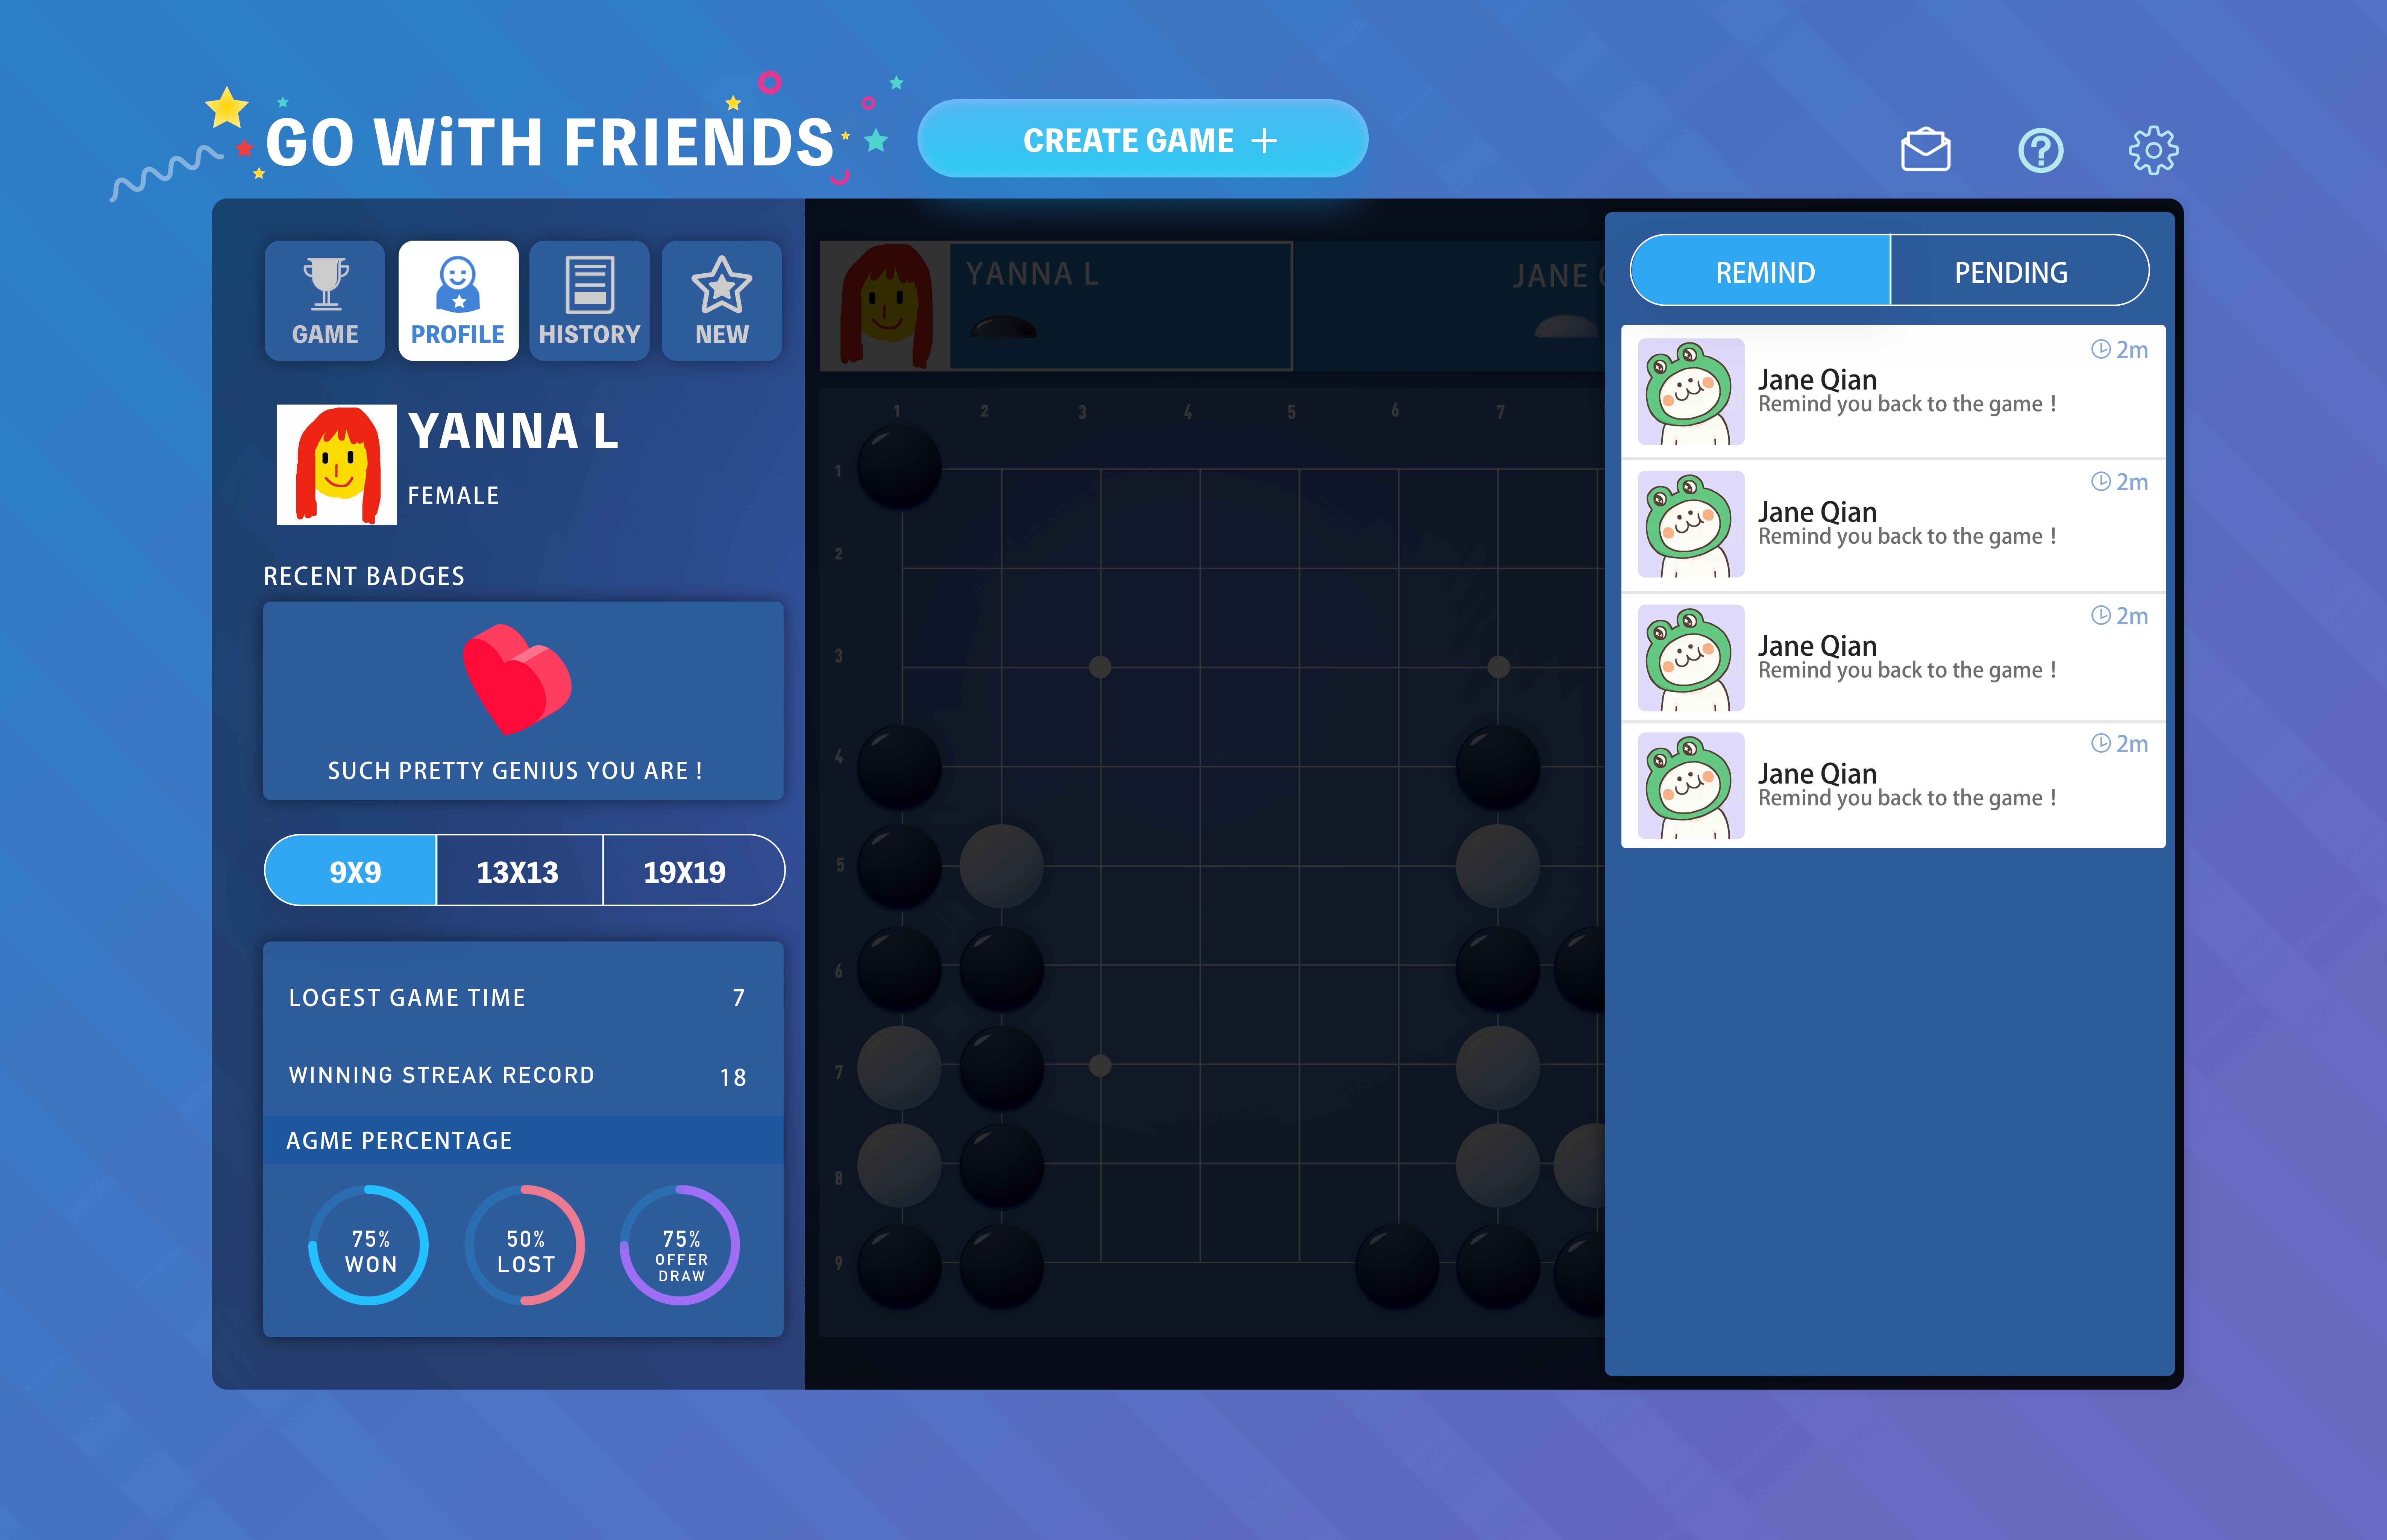 GO WiTH FRIENDS
CREATE GAME +
GAME
PROFILE
HISTORY
NEW
YANNA L
FEMALE
RECENT BADGES
SUCH PRETTY GENIUS YOU ARE !
9X9
13X13
19X19
LOGEST GAME TIME 7
WINNING STREAK RECORD 18
AGME PERCENTAGE
75%
WON
50%
LOST
75%
OFFER
DRAW
YANNA L
JANE
1 2 3 4 5 6 7
1
2
3
4
5
6
7
8
9
REMIND
PENDING
2m
Jane Qian
Remind you back to the game !
2m
Jane Qian
Remind you back to the game !
2m
Jane Qian
Remind you back to the game !
2m
Jane Qian
Remind you back to the game !